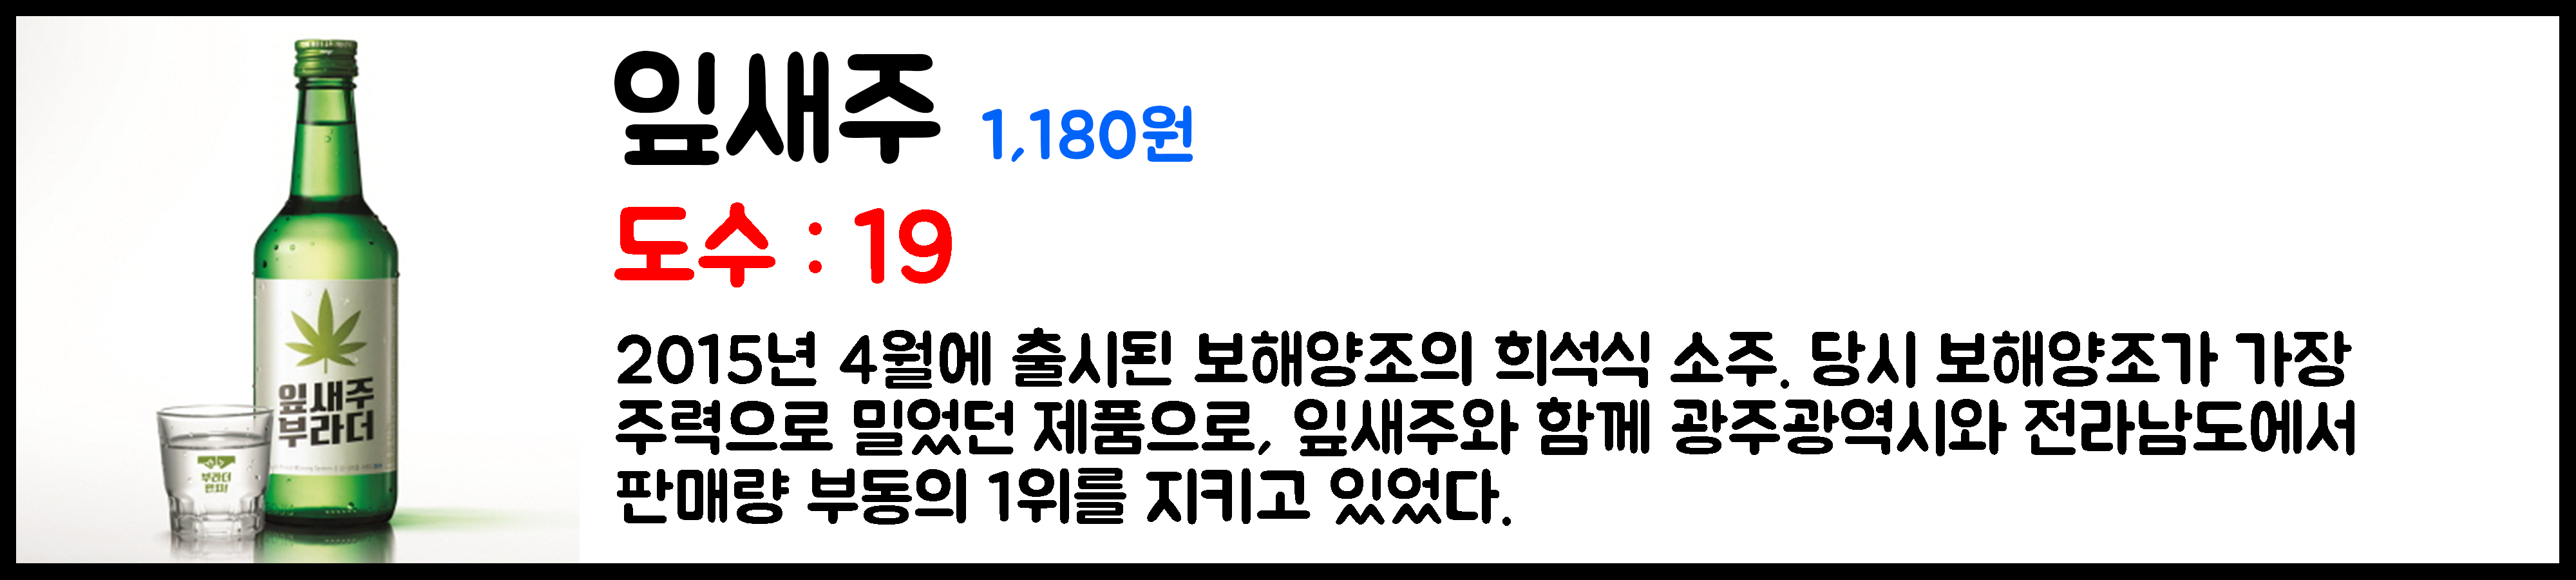 잎새주 1,180원
도수 : 19
2015년 4월에 출시된 보해양조의 희석식 소주. 당시 보해양조가 가장
주력으로 밀었던 제품으로, 잎새주와 함께 광주광역시와 전라남도에서
판매량 부동의 1위를 지키고 있었다.
잎새주
부라더
부라더